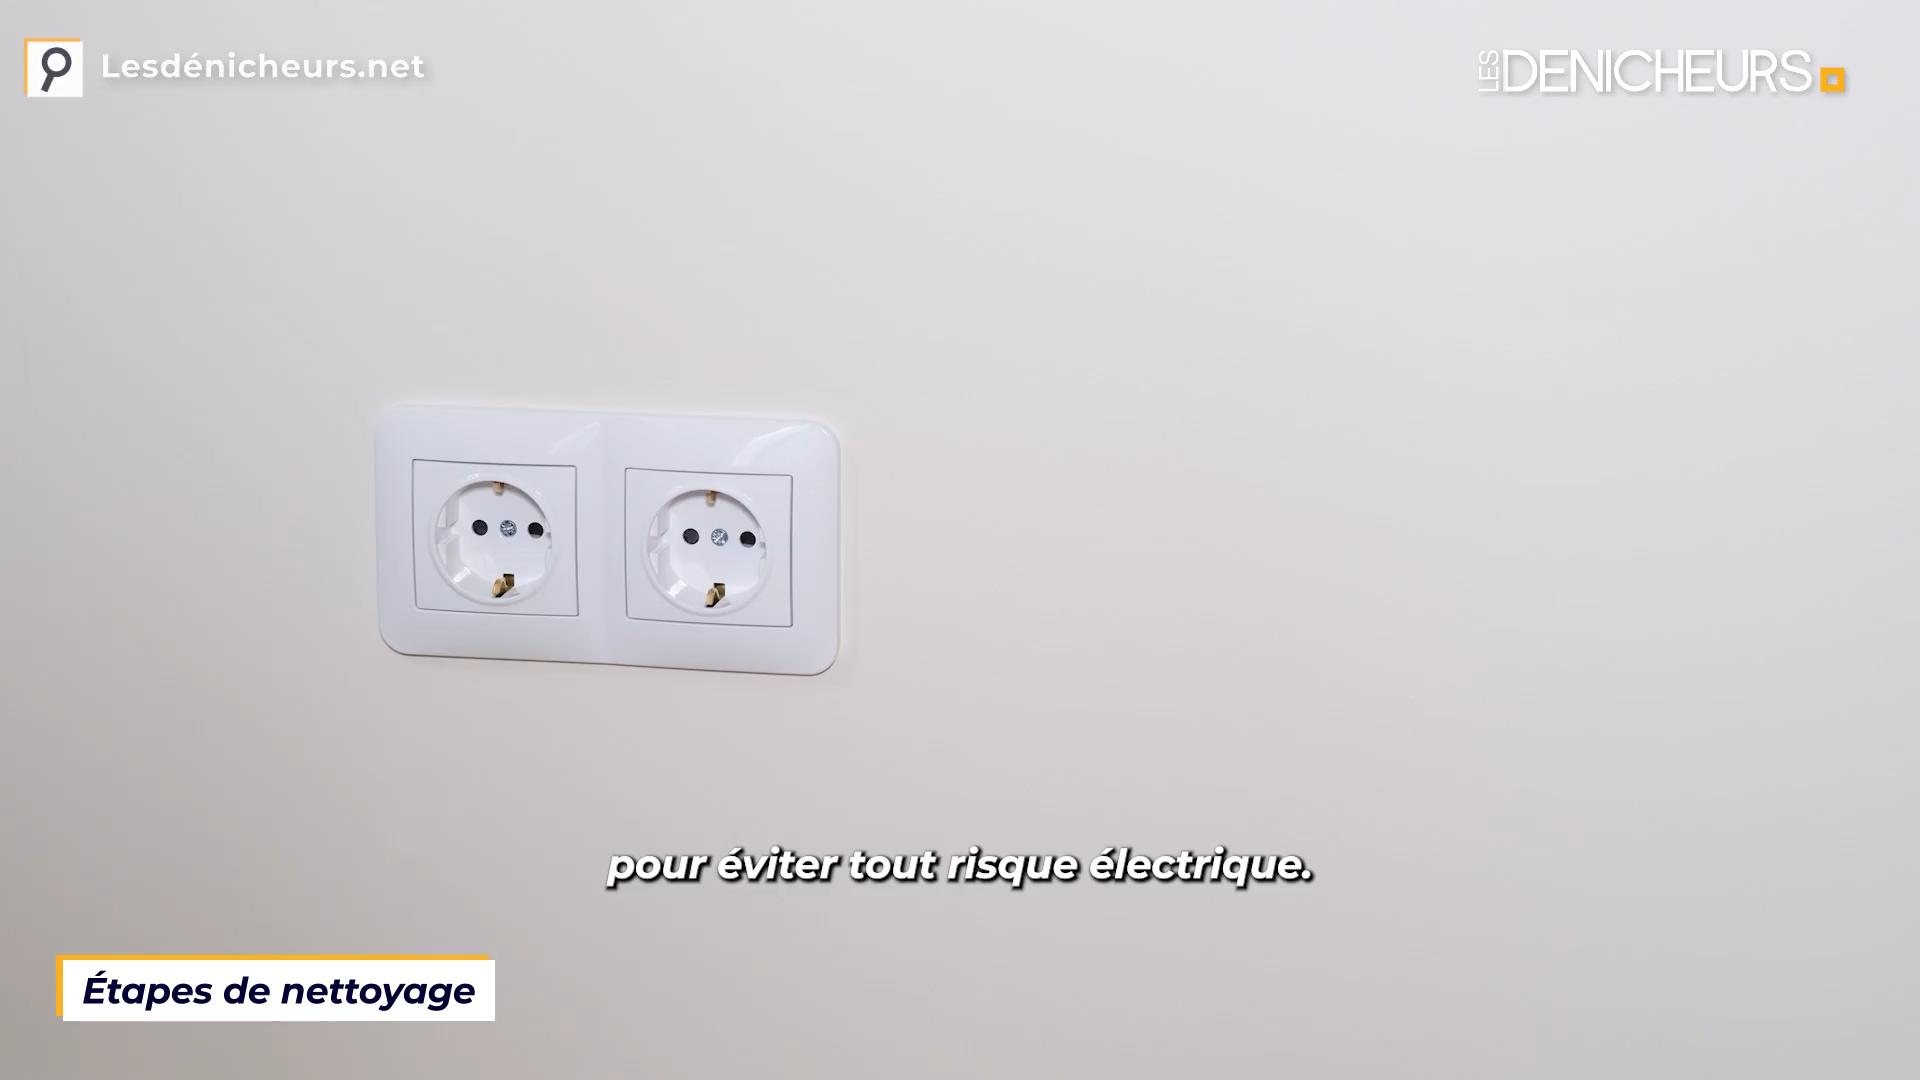 Lesdénicheurs.net
LES DENICHEURS
pour éviter tout risque électrique.
Étapes de nettoyage